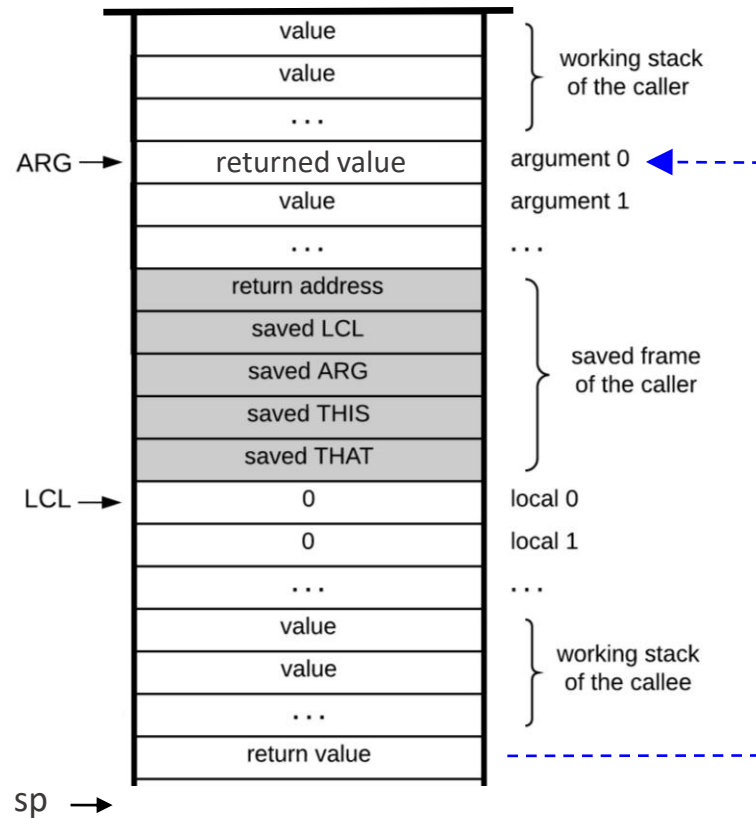 value
value
...
working stack
of the caller
ARG
returned value
argument 0
value
argument 1
...
...
return address
saved LCL
saved ARG
saved THIS
saved THAT
saved frame
of the caller
LCL
0
local 0
0
local 1
...
...
value
value
...
working stack
of the callee
return value
sp